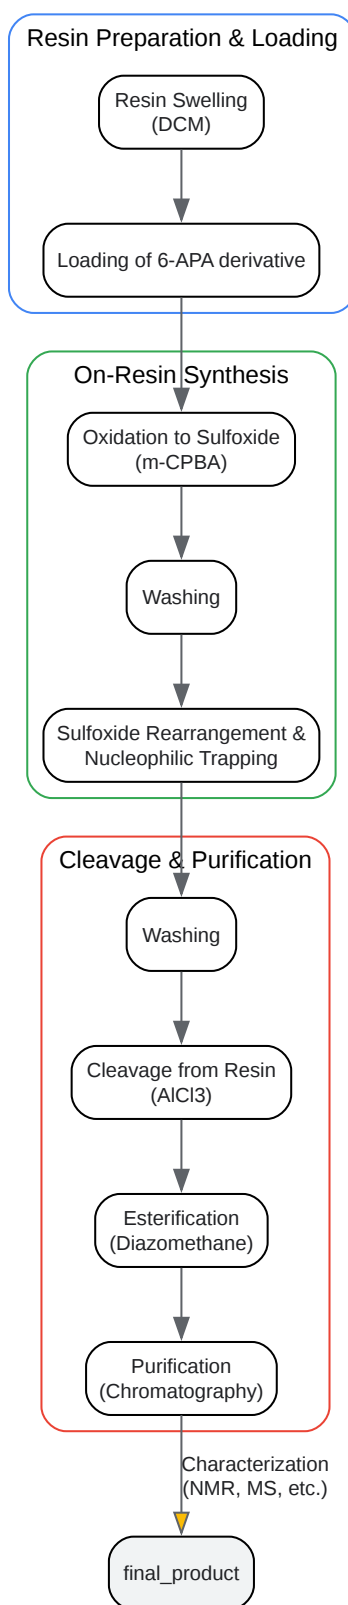 Resin Preparation & Loading
Resin Swelling
(DCM)
Loading of 6-APA derivative
On-Resin Synthesis
Oxidation to Sulfoxide
(m-CPBA)
Washing
Sulfoxide Rearrangement &
Nucleophilic Trapping
Cleavage & Purification
Washing
Cleavage from Resin
(AlCl3)
Esterification
(Diazomethane)
Purification
(Chromatography)
Characterization
(NMR, MS, etc.)
final_product